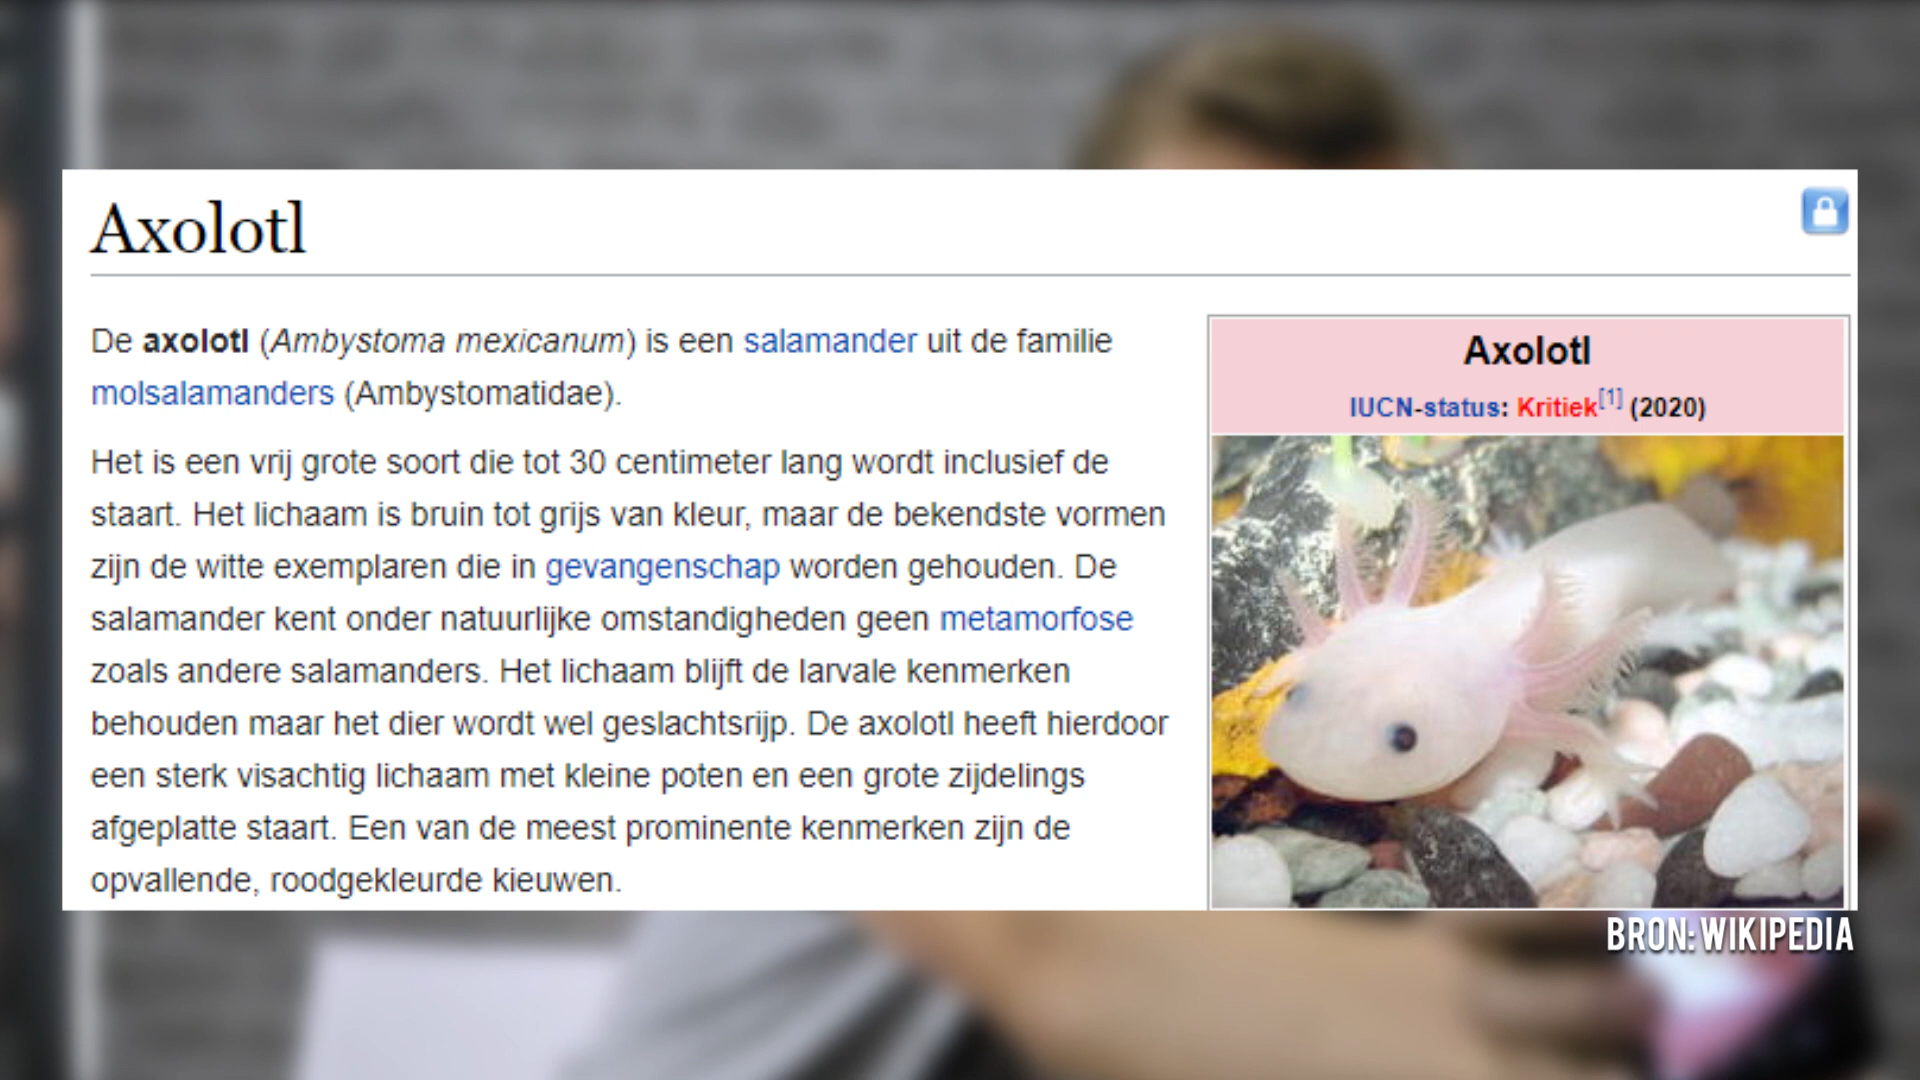 Axolotl
De axolotl (Ambystoma mexicanum) is een salamander uit de familie
molsalamanders (Ambystomatidae).
Het is een vrij grote soort die tot 30 centimeter lang wordt inclusief de
staart. Het lichaam is bruin tot grijs van kleur, maar de bekendste vormen
zijn de witte exemplaren die in gevangenschap worden gehouden. De
salamander kent onder natuurlijke omstandigheden geen metamorfose
zoals andere salamanders. Het lichaam blijft de larvale kenmerken
behouden maar het dier wordt wel geslachtsrijp. De axolotl heeft hierdoor
een sterk visachtig lichaam met kleine poten en een grote zijdelings
afgeplatte staart. Een van de meest prominente kenmerken zijn de
opvallende, roodgekleurde kieuwen.
Axolotl
IUCN-status: Kritiek[1] (2020)
BRON: WIKIPEDIA